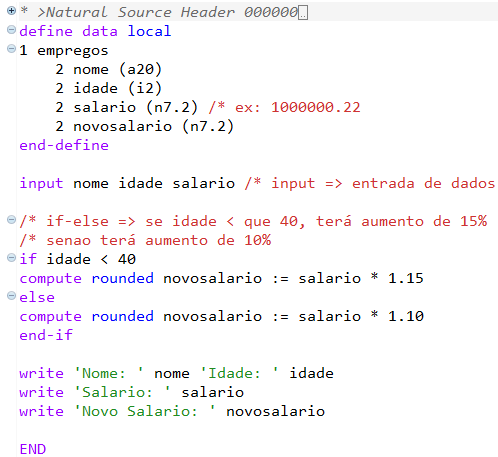 * >Natural Source Header 000000..
define data local
1 empregos
2 nome (a20)
2 idade (i2)
2 salario (n7.2) /* ex: 1000000.22
2 novosalario (n7.2)
end-define
input nome idade salario /* input => entrada de dados
/* if-else => se idade < que 40, terá aumento de 15%
/* senao terá aumento de 10%
if idade < 40
compute rounded novosalario := salario * 1.15
else
compute rounded novosalario := salario * 1.10
end-if
write 'Nome: ' nome 'Idade: ' idade
write 'Salario: ' salario
write 'Novo Salario: ' novosalario
END